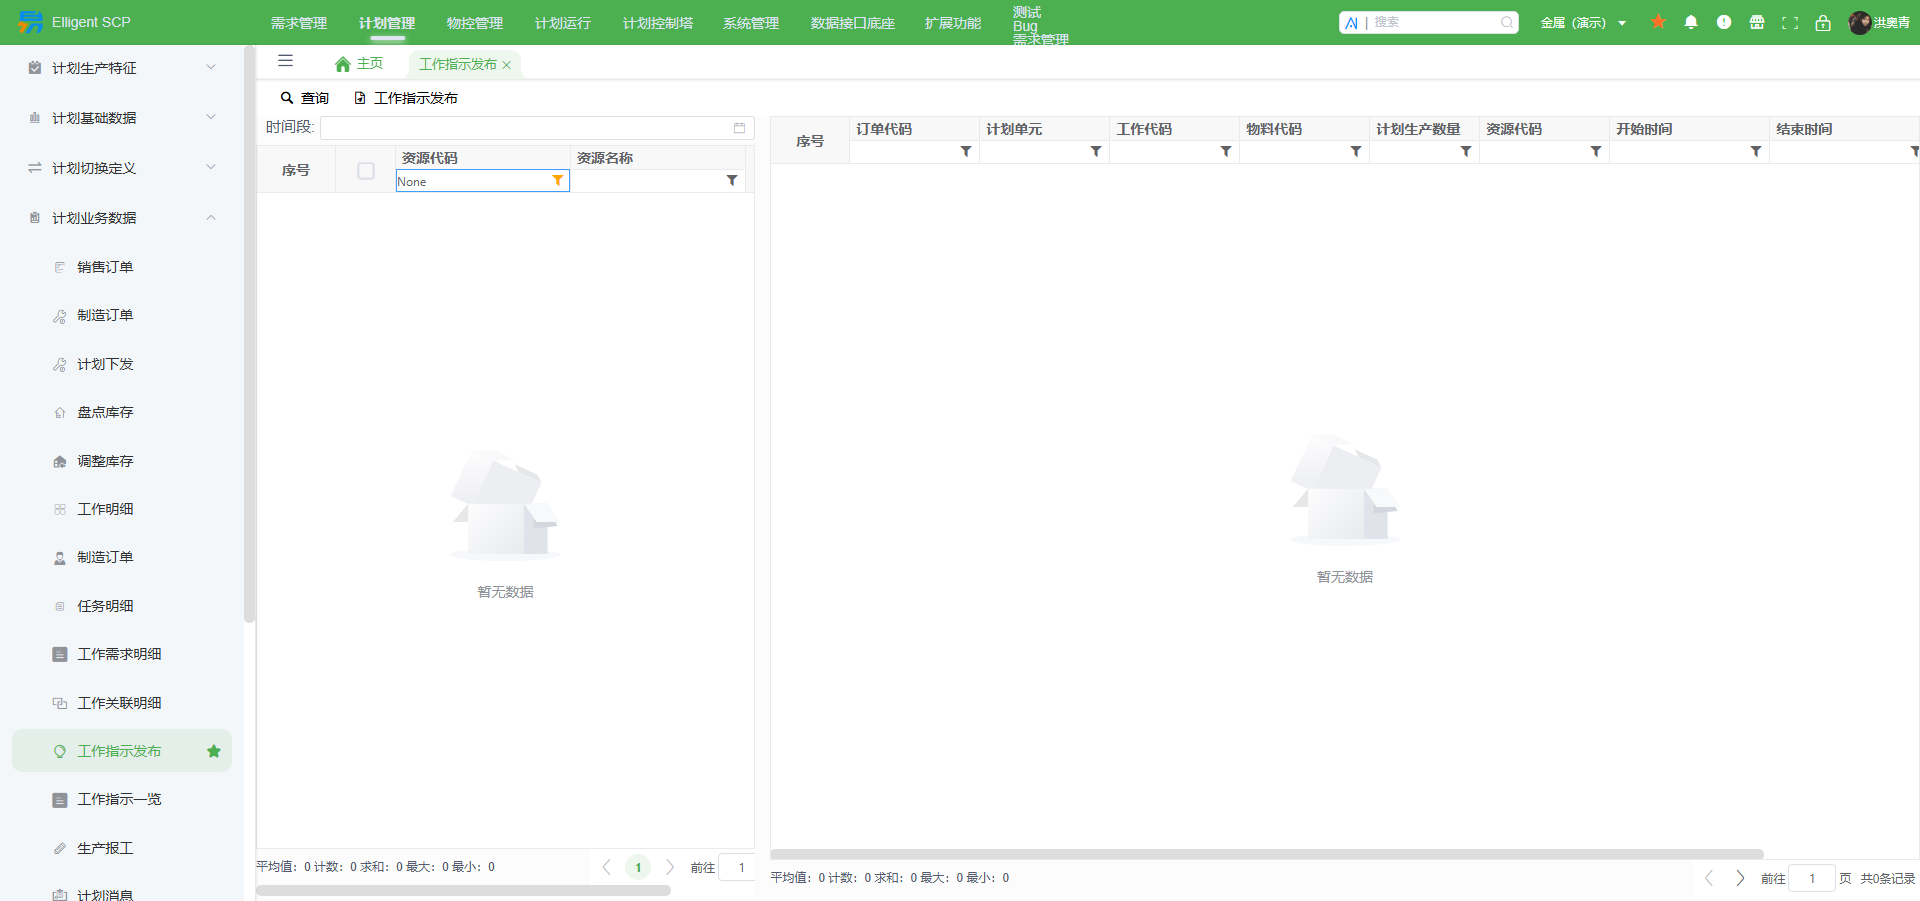 Elligent SCP
需求管理 计划管理 物控管理 计划运行 计划控制塔 系统管理 数据接口底座 扩展功能
测试
Bug
需求管理
AI | 搜索
金属（演示）
洪奥青
计划生产特征
计划基础数据
计划切换定义
计划业务数据
销售订单
制造订单
计划下发
盘点库存
调整库存
工作明细
制造订单
任务明细
工作需求明细
工作关联明细
工作指示发布
工作指示一览
生产报工
计划消息
主页 工作指示发布
查询 工作指示发布
时间段:
序号 资源代码 资源名称
None
暂无数据
平均值：0 计数：0 求和：0 最大：0 最小：0
1 前往 1
序号 订单代码 计划单元 工作代码 物料代码 计划生产数量 资源代码 开始时间 结束时间
暂无数据
平均值：0 计数：0 求和：0 最大：0 最小：0
前往 1 页 共0条记录